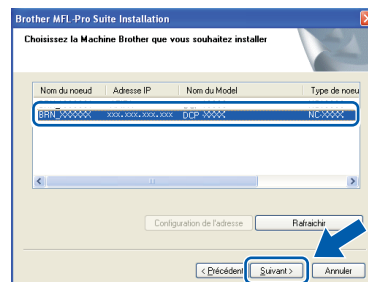 Brother MFL-Pro Suite Installation
Choisissez la Machine Brother que vous souhaitez installer
Nom du noeud Adresse IP Nom du Model Type de noeu
BRN_XXXXXX xxx.xxx.xxx.xxx DCP-XXXX NC-XXXX
Configuration de l'adresse Rafraichir
< Précédent Suivant > Annuler